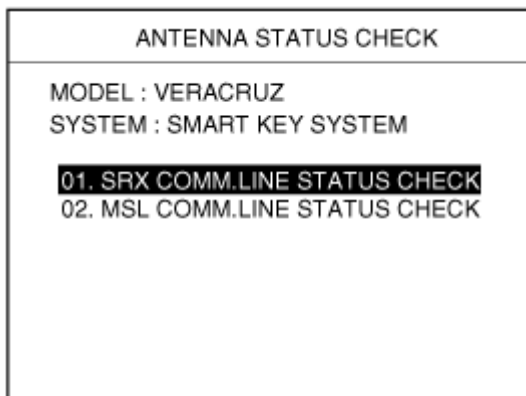 ANTENNA STATUS CHECK
MODEL : VERACRUZ
SYSTEM : SMART KEY SYSTEM
01. SRX COMM.LINE STATUS CHECK
02. MSL COMM.LINE STATUS CHECK